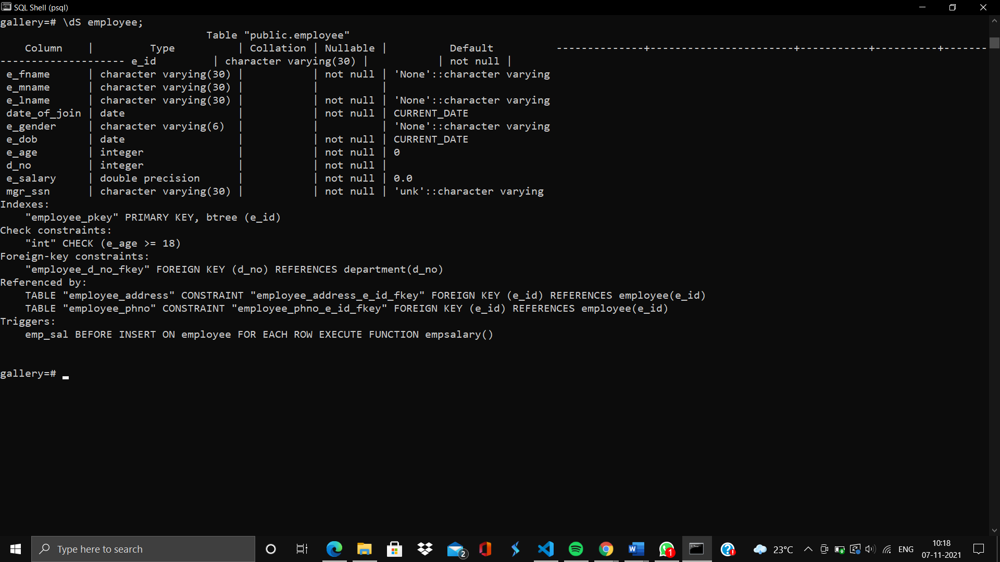 SQL Shell (psql)
gallery=# \dS employee;
Table "public.employee"
Column | Type | Collation | Nullable | Default --------------+-----------------------+-----------+----------+-------
-------------------- e_id | character varying(30) | | not null |
e_fname | character varying(30) | | not null | 'None'::character varying
e_mname | character varying(30) | | |
e_lname | character varying(30) | | not null | 'None'::character varying
date_of_join | date | | not null | CURRENT_DATE
e_gender | character varying(6) | | | 'None'::character varying
e_dob | date | | not null | CURRENT_DATE
e_age | integer | | not null | 0
d_no | integer | | not null |
e_salary | double precision | | not null | 0.0
mgr_ssn | character varying(30) | | not null | 'unk'::character varying
Indexes:
"employee_pkey" PRIMARY KEY, btree (e_id)
Check constraints:
"int" CHECK (e_age >= 18)
Foreign-key constraints:
"employee_d_no_fkey" FOREIGN KEY (d_no) REFERENCES department(d_no)
Referenced by:
TABLE "employee_address" CONSTRAINT "employee_address_e_id_fkey" FOREIGN KEY (e_id) REFERENCES employee(e_id)
TABLE "employee_phno" CONSTRAINT "employee_phno_e_id_fkey" FOREIGN KEY (e_id) REFERENCES employee(e_id)
Triggers:
emp_sal BEFORE INSERT ON employee FOR EACH ROW EXECUTE FUNCTION empsalary()
gallery=#
Type here to search
2
1
23°C
ENG
10:18
07-11-2021